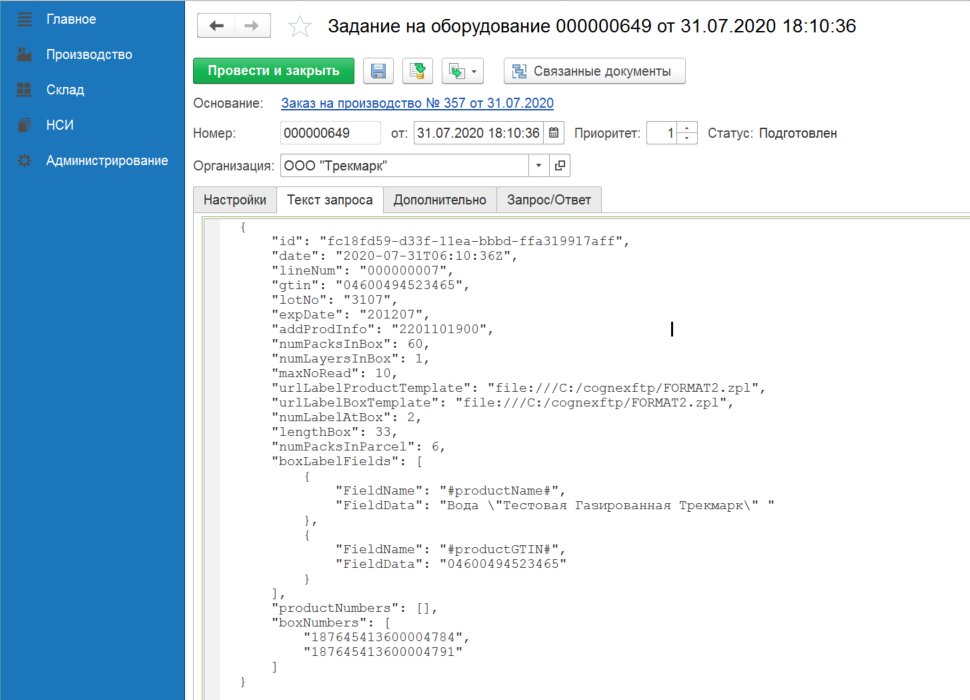 Главное
Производство
Склад
НСИ
Администрирование
Задание на оборудование 000000649 от 31.07.2020 18:10:36
Провести и закрыть
Связанные документы
Основание: Заказ на производство № 357 от 31.07.2020
Номер: 000000649 от: 31.07.2020 18:10:36 Приоритет: 1 Статус: Подготовлен
Организация: ООО "Трекмарк"
Настройки Текст запроса Дополнительно Запрос/Ответ
{
"id": "fc18fd59-d33f-11ea-bbbd-ffa319917aff",
"date": "2020-07-31T06:10:36Z",
"lineNum": "000000007",
"gtin": "04600494523465",
"lotNo": "3107",
"expDate": "201207",
"addProdInfo": "2201101900",
"numPacksInBox": 60,
"numLayersInBox": 1,
"maxNoRead": 10,
"urlLabelProductTemplate": "file:///C:/cognexftp/FORMAT2.zpl",
"urlLabelBoxTemplate": "file:///C:/cognexftp/FORMAT2.zpl",
"numLabelAtBox": 2,
"lengthBox": 33,
"numPacksInParcel": 6,
"boxLabelFields": [
{
"FieldName": "#productName#",
"FieldData": "Вода \"Тестовая Газированная Трекмарк\" "
},
{
"FieldName": "#productGTIN#",
"FieldData": "04600494523465"
}
],
"productNumbers": [],
"boxNumbers": [
"187645413600004784",
"187645413600004791"
]
}